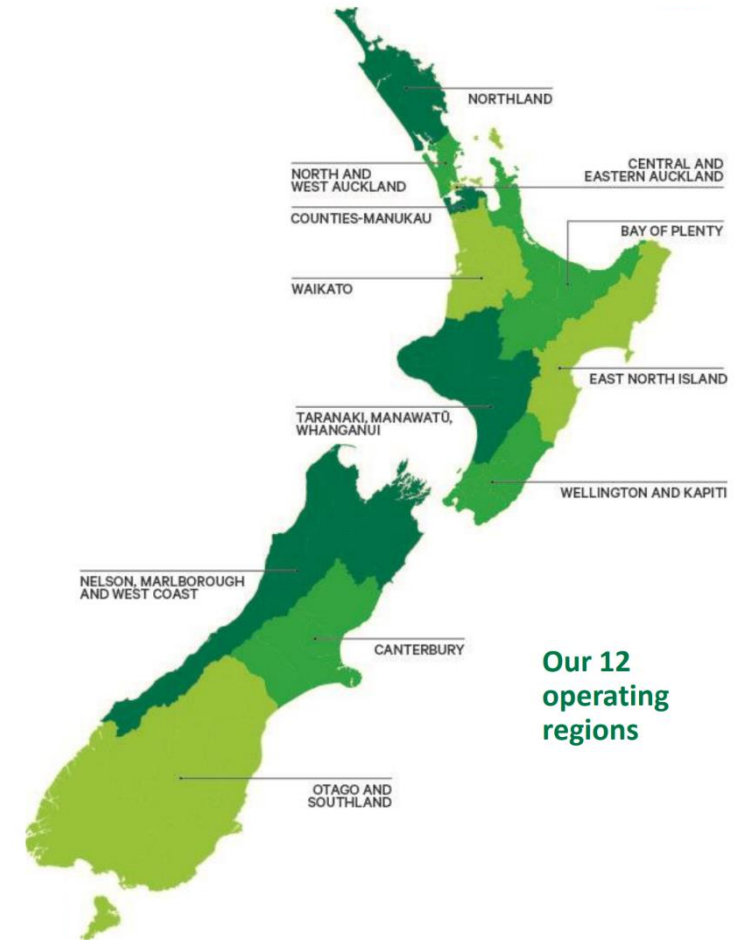 NORTHLAND
NORTH AND
WEST AUCKLAND
CENTRAL AND
EASTERN AUCKLAND
COUNTIES-MANUKAU
BAY OF PLENTY
WAIKATO
EAST NORTH ISLAND
TARANAKI, MANAWATŪ,
WHANGANUI
WELLINGTON AND KAPITI
NELSON, MARLBOROUGH
AND WEST COAST
CANTERBURY
Our 12
operating
regions
OTAGO AND
SOUTHLAND